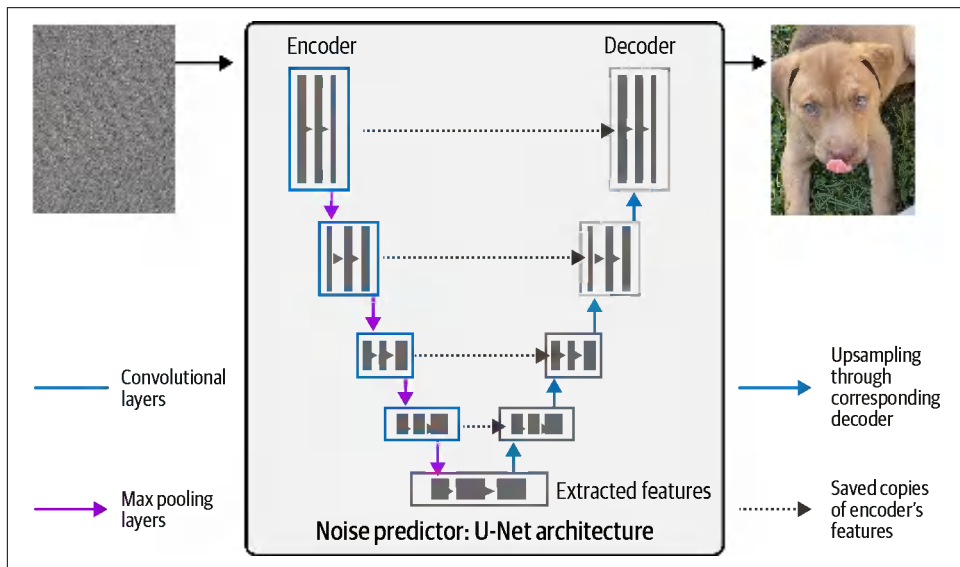 Encoder
Decoder
Convolutional
layers
Max pooling
layers
Extracted features
Noise predictor: U-Net architecture
Upsampling
through
corresponding
decoder
Saved copies
of encoder's
features